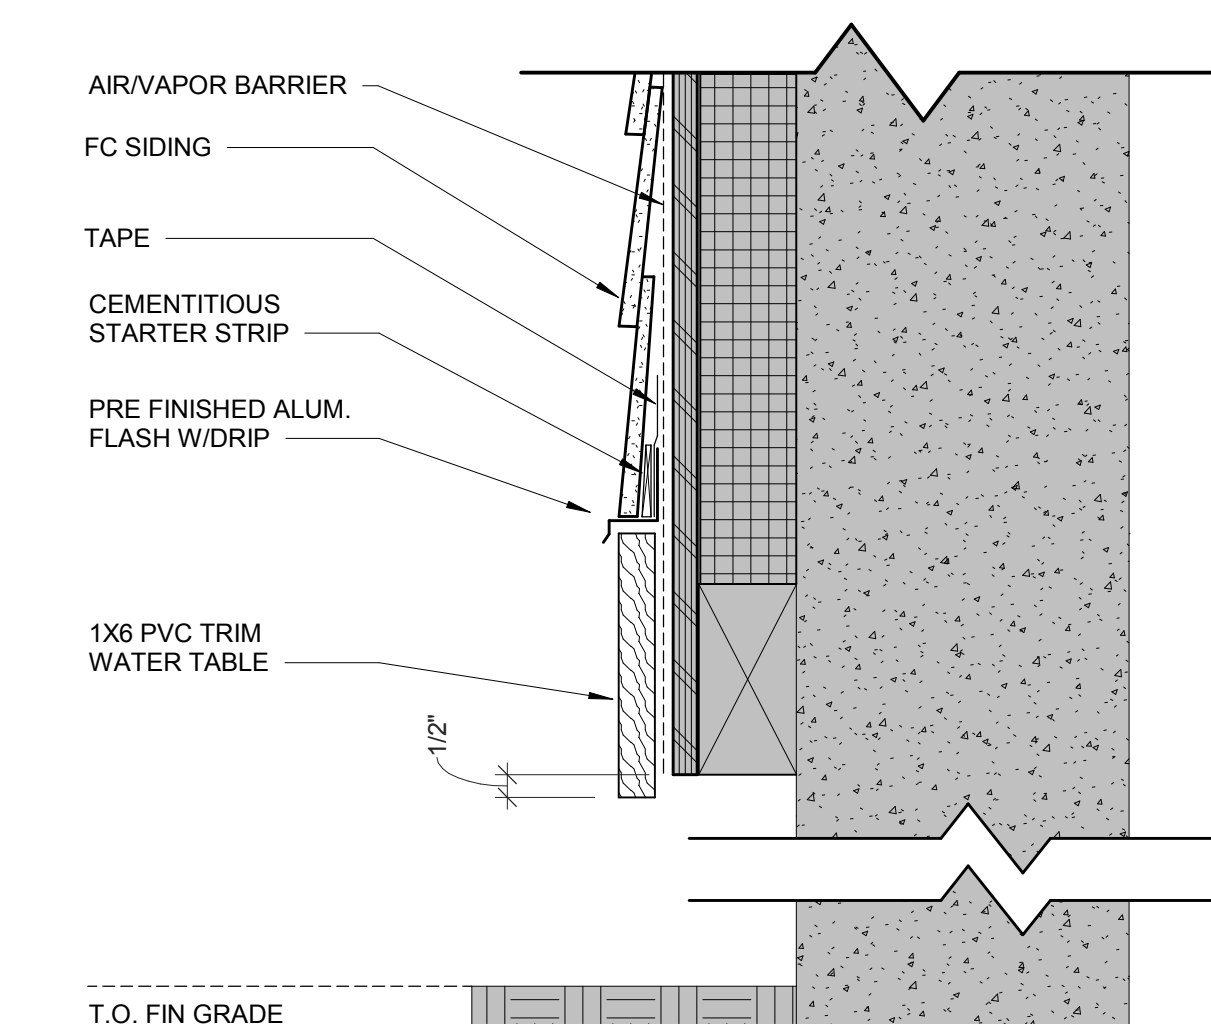 AIR/VAPOR BARRIER
FC SIDING
TAPE
CEMENTITIOUS
STARTER STRIP
PRE FINISHED ALUM.
FLASH W/DRIP
1X6 PVC TRIM
WATER TABLE
1/2"
T.O. FIN GRADE